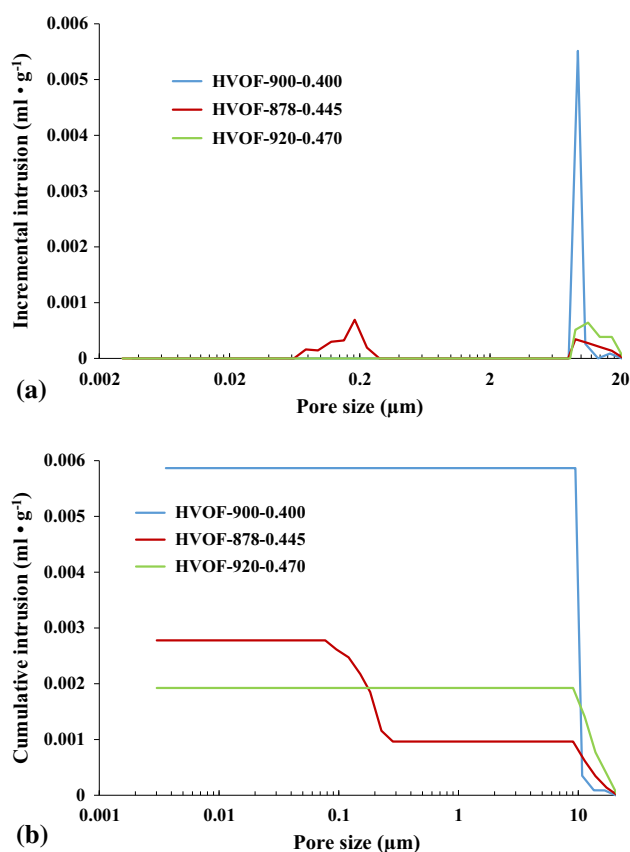 0.006
0.005
0.004
0.003
0.002
0.001
0
Incremental intrusion (ml • g⁻¹)
HVOF-900-0.400
HVOF-878-0.445
HVOF-920-0.470
0.002 0.02 0.2 2 20
(a)
Pore size (µm)
0.006
0.005
0.004
0.003
0.002
0.001
0
Cumulative intrusion (ml • g⁻¹)
HVOF-900-0.400
HVOF-878-0.445
HVOF-920-0.470
0.001 0.01 0.1 1 10
(b)
Pore size (µm)